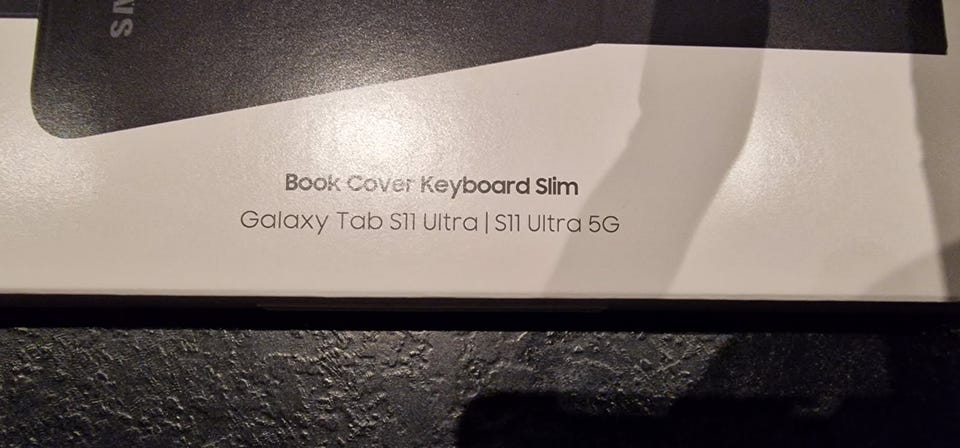 Book Cover Keyboard Slim
Galaxy Tab S11 Ultra | S11 Ultra 5G